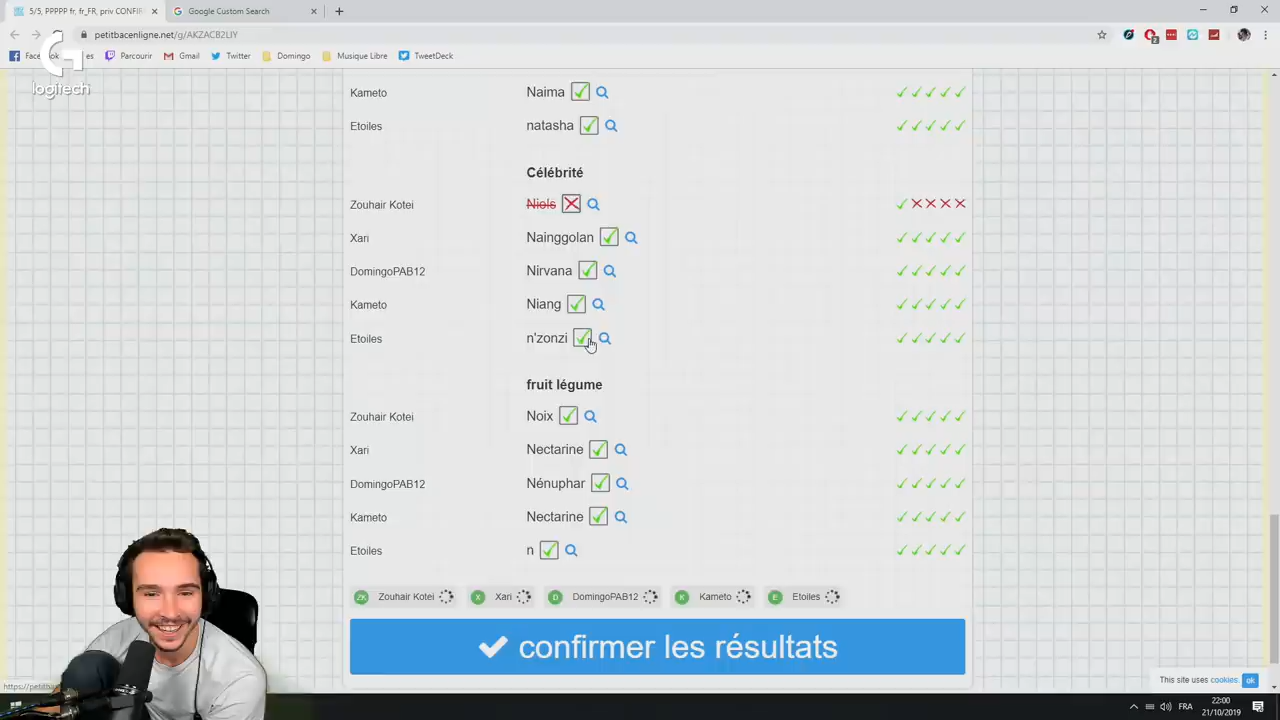 5/5, PPPPP fr, fr_FR, priv CONFIR
Google Custom Search
petitbacenligne.net/g/AKZACB2LIY
es
Parcourir
Gmail
Twitter
Domingo
Musique Libre
TweetDeck
logitech
Kameto Naima
Etoiles natasha
Célébrité
Zouhair Kotei Niols
Xari Nainggolan
DomingoPAB12 Nirvana
Kameto Niang
Etoiles n'zonzi
fruit légume
Zouhair Kotei Noix
Xari Nectarine
DomingoPAB12 Nénuphar
Kameto Nectarine
Etoiles n
ZK Zouhair Kotei X Xari D DomingoPAB12 K Kameto E Etoiles
confirmer les résultats
This site uses cookies. ok
FRA
22:00
21/10/2019